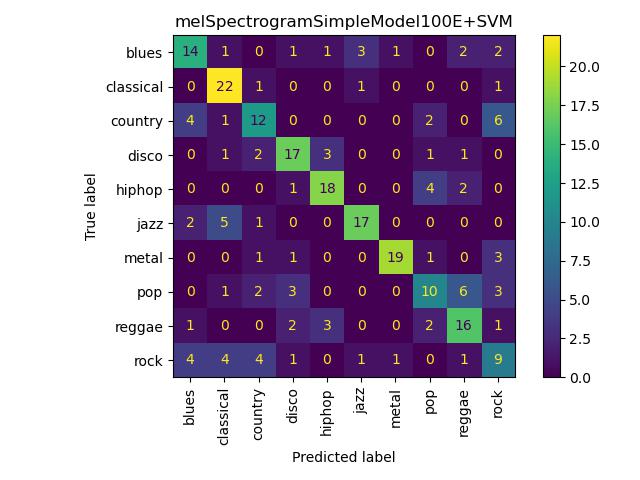 melSpectrogramSimpleModel100E+SVM
blues 14 1 0 1 1 3 1 0 2 2
classical 0 22 1 0 0 1 0 0 0 1
country 4 1 12 0 0 0 0 2 0 6
disco 0 1 2 17 3 0 0 1 1 0
hiphop 0 0 0 1 18 0 0 4 2 0
jazz 2 5 1 0 0 17 0 0 0 0
metal 0 0 1 1 0 0 19 1 0 3
pop 0 1 2 3 0 0 0 10 6 3
reggae 1 0 0 2 3 0 0 2 16 1
rock 4 4 4 1 0 1 1 0 1 9
True label
blues classical country disco hiphop jazz metal pop reggae rock
Predicted label
20.0
17.5
15.0
12.5
10.0
7.5
5.0
2.5
0.0